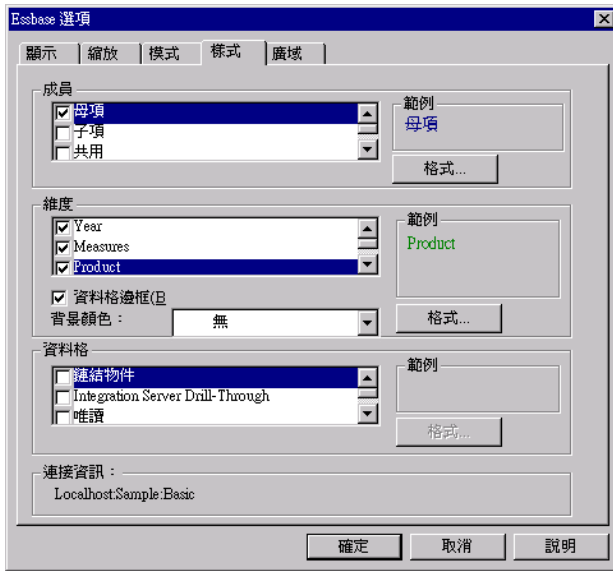 Essbase 選項
顯示 縮放 模式 樣式 廣域
成員
母項
子項
共用
範例
母項
格式...
維度
Year
Measures
Product
範例
Product
資料格邊框(B
背景顏色： 無
格式...
資料格
鏈結物件
Integration Server Drill-Through
唯讀
範例
格式...
連接資訊：
Localhost:Sample:Basic
確定 取消 說明